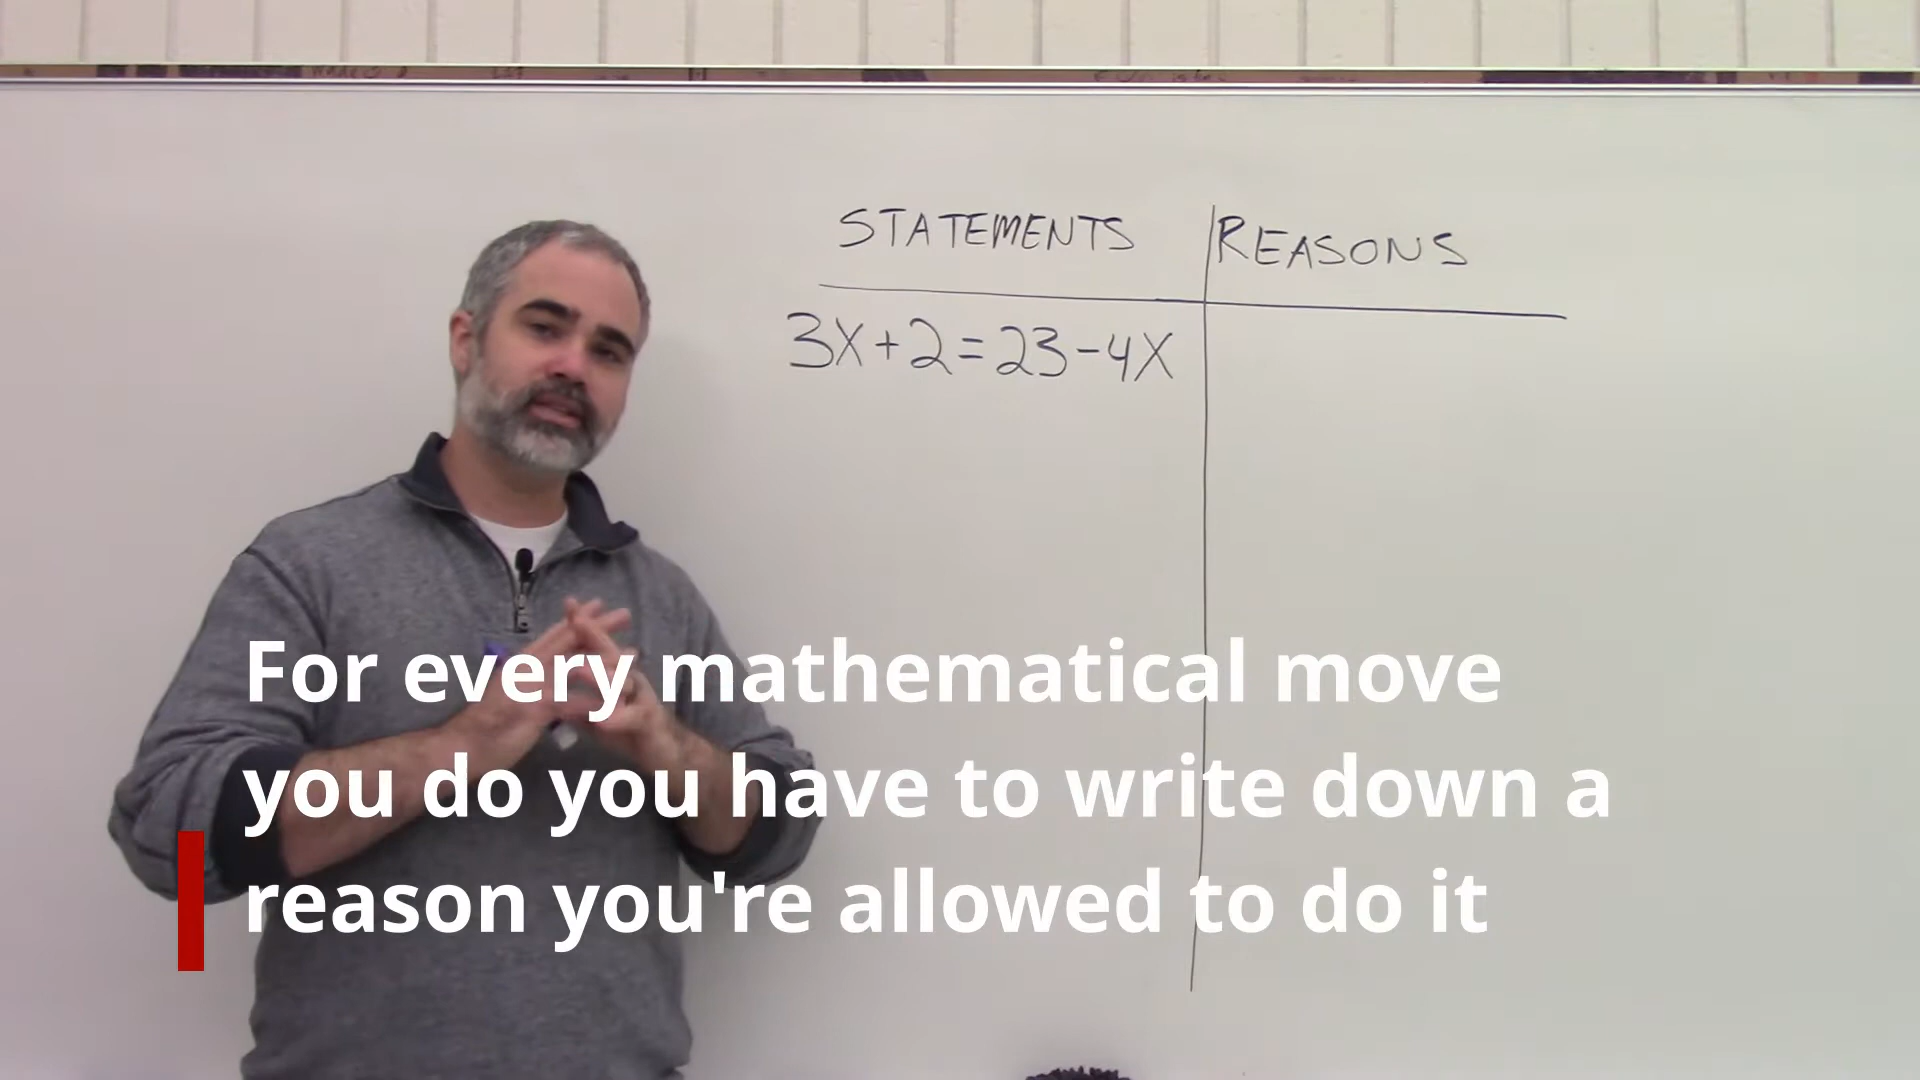 STATEMENTS
REASONS
3X+2=23-4X
For every mathematical move
you do you have to write down a
reason you're allowed to do it